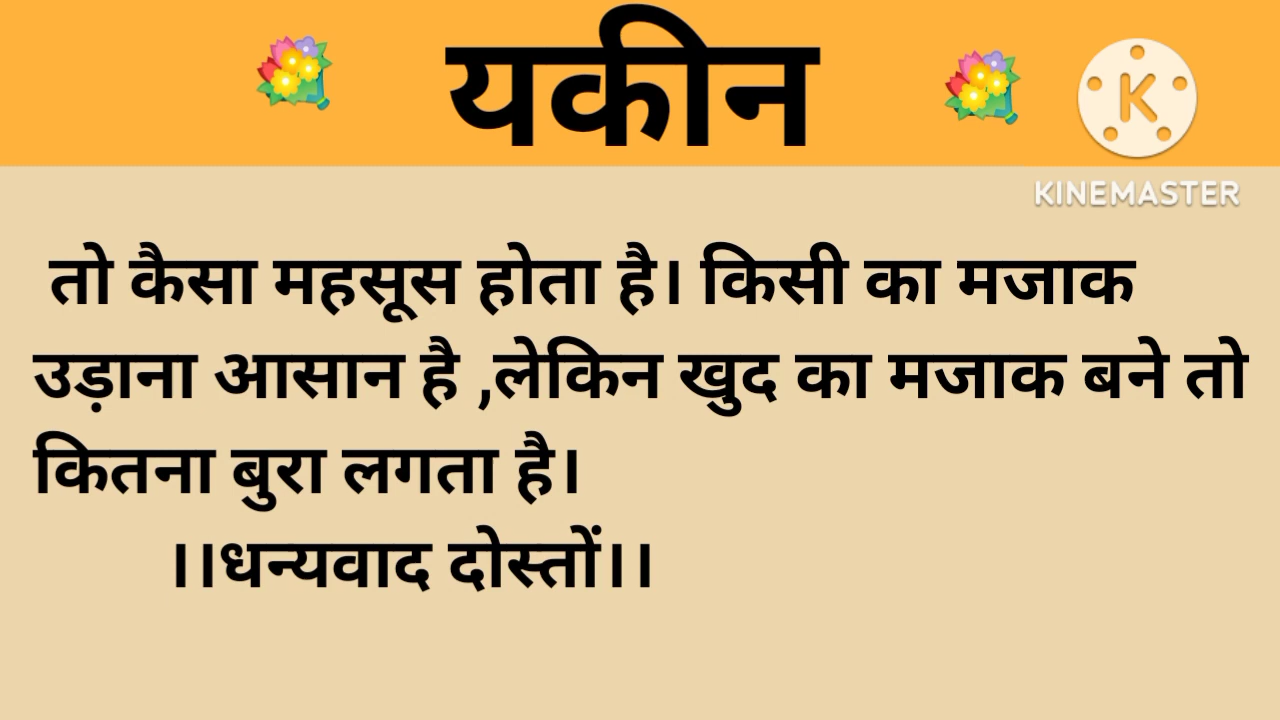 यकीन
K
KINEMASTER
तो कैसा महसूस होता है। किसी का मजाक
उड़ाना आसान है ,लेकिन खुद का मजाक बने तो
कितना बुरा लगता है।
।।धन्यवाद दोस्तों।।